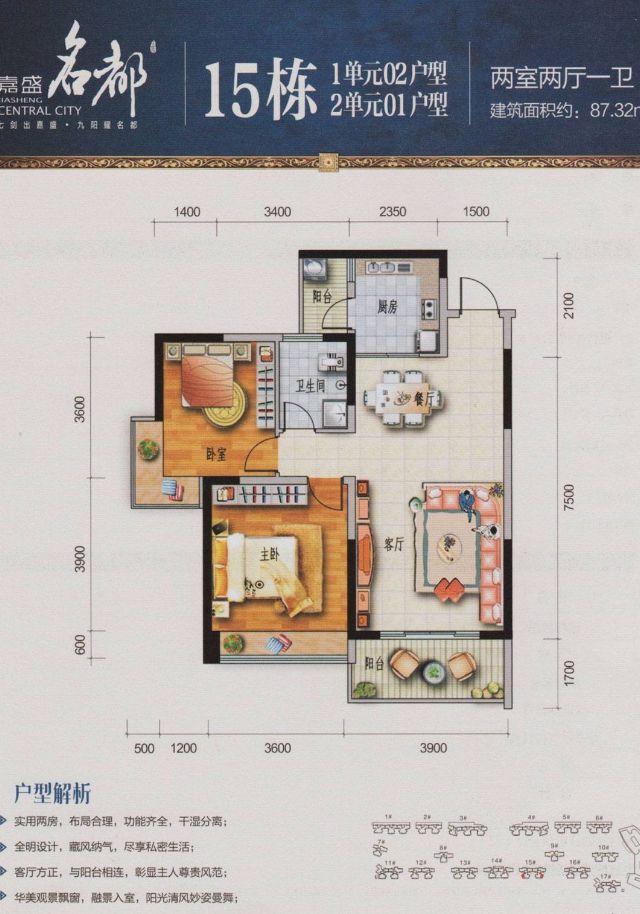 嘉盛 名都
JIASHENG
CENTRAL CITY
七剑出嘉盛·九阳耀名都
15栋
1单元02户型
2单元01户型
两室两厅一卫
建筑面积约：87.32m
1400 3400 2350 1500
阳台
厨房
2100
卫生间
餐厅
3600
卧室
7500
主卧
客厅
3900
600
阳台
1700
500 1200 3600 3900
户型解析
实用两房，布局合理，功能齐全，干湿分离；
全明设计，藏风纳气，尽享私密生活；
客厅方正，与阳台相连，彰显主人尊贵风范；
华美观景飘窗，融景入室，阳光清风妙姿曼舞；
1# 2# 3# 4# 5# 6#
7# 8# 9# 10#
11# 12# 13# 14# 15# 16# 17#